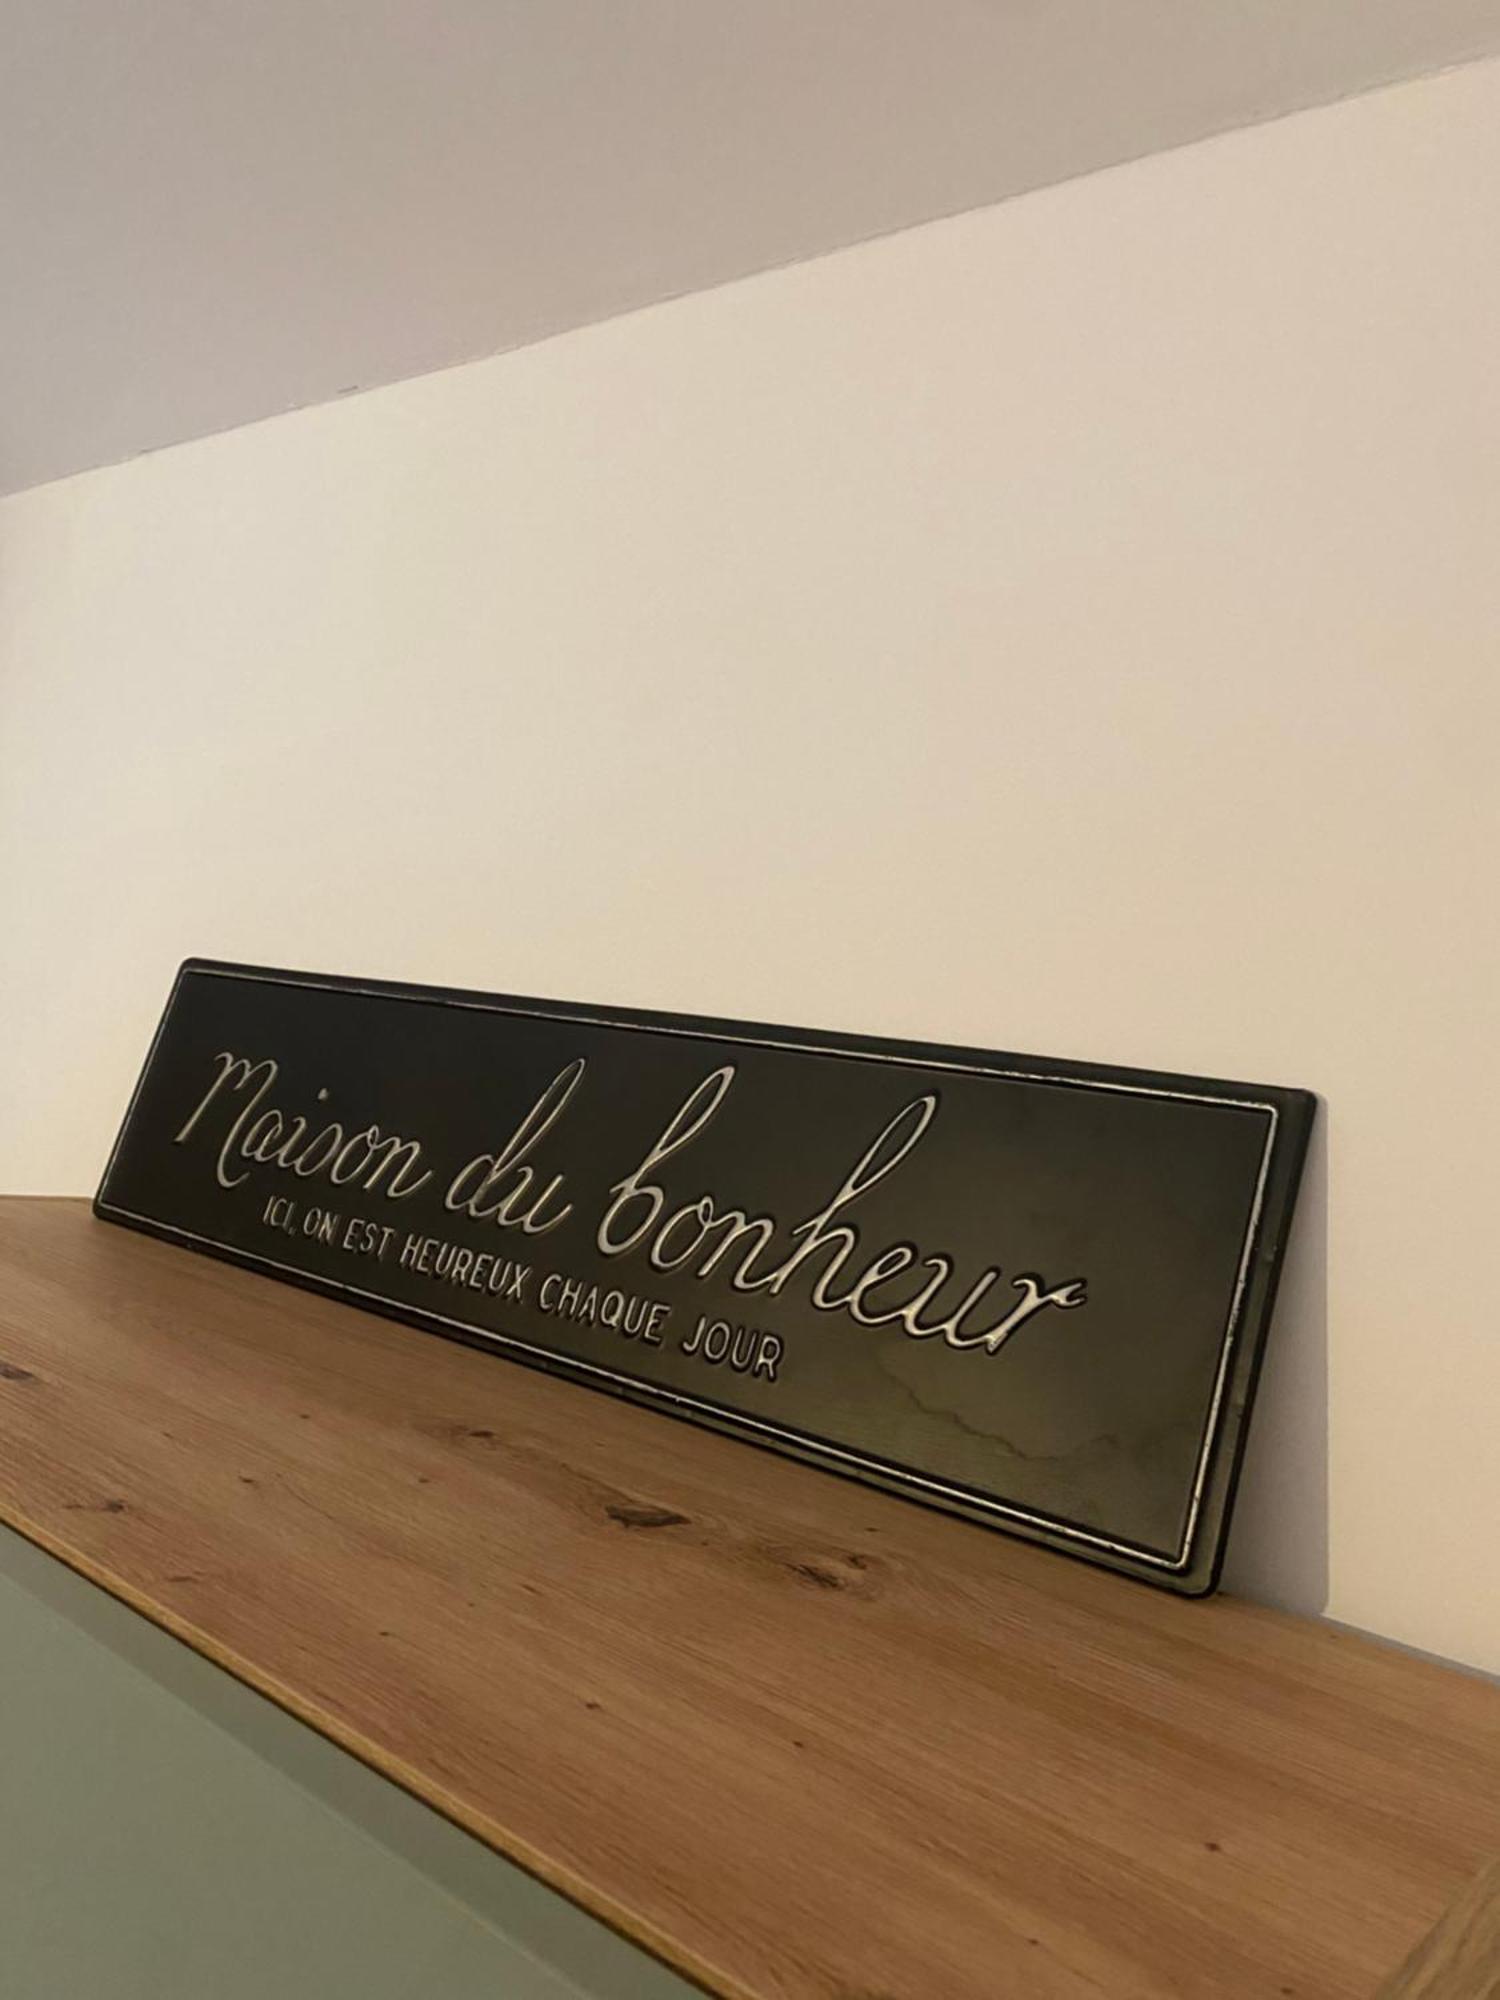 Maison du bonheur
ICI, ON EST HEUREUX CHAQUE JOUR